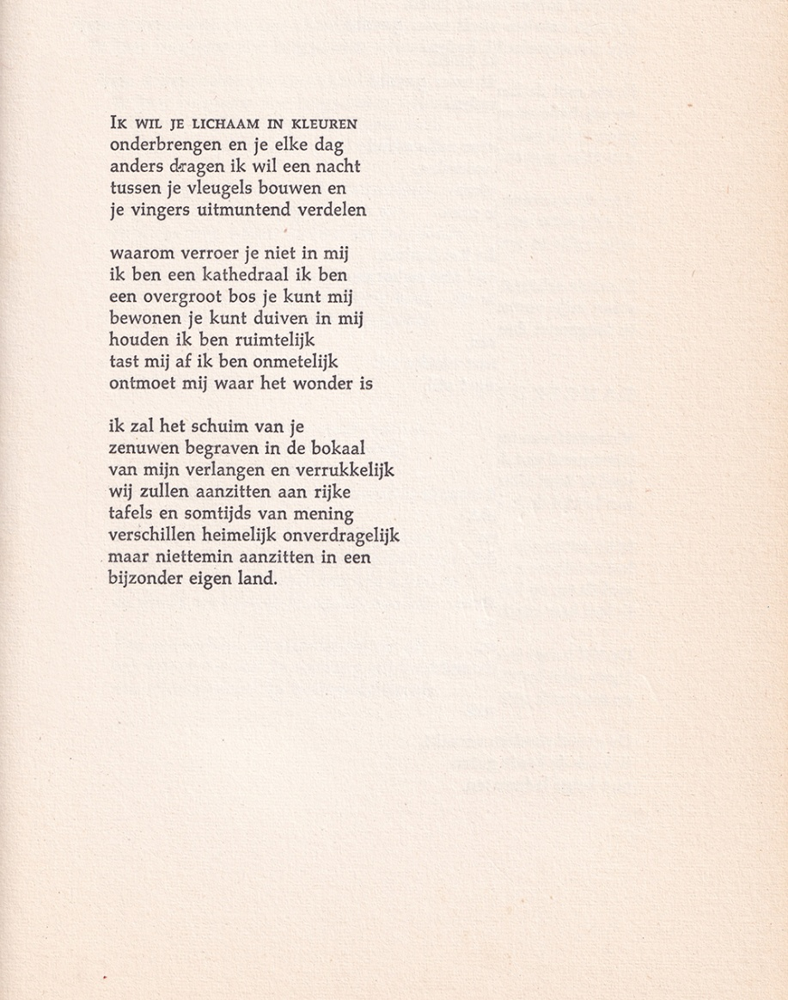 IK WIL JE LICHAAM IN KLEUREN
onderbrengen en je elke dag
anders dragen ik wil een nacht
tussen je vleugels bouwen en
je vingers uitmuntend verdelen

waarom verroer je niet in mij
ik ben een kathedraal ik ben
een overgroot bos je kunt mij
bewonen je kunt duiven in mij
houden ik ben ruimtelijk
tast mij af ik ben onmetelijk
ontmoet mij waar het wonder is

ik zal het schuim van je
zenuwen begraven in de bokaal
van mijn verlangen en verrukkelijk
wij zullen aanzitten aan rijke
tafels en somtijds van mening
verschillen heimelijk onverdragelijk
maar niettemin aanzitten in een
bijzonder eigen land.